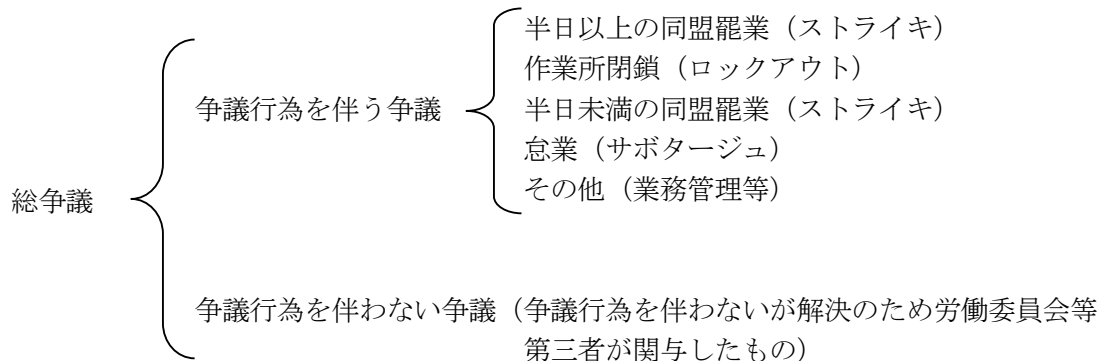 総争議
争議行為を伴う争議
半日以上の同盟罷業（ストライキ）
作業所閉鎖（ロックアウト）
半日未満の同盟罷業（ストライキ）
怠業（サボタージュ）
その他（業務管理等）
争議行為を伴わない争議（争議行為を伴わないが解決のため労働委員会等
第三者が関与したもの）